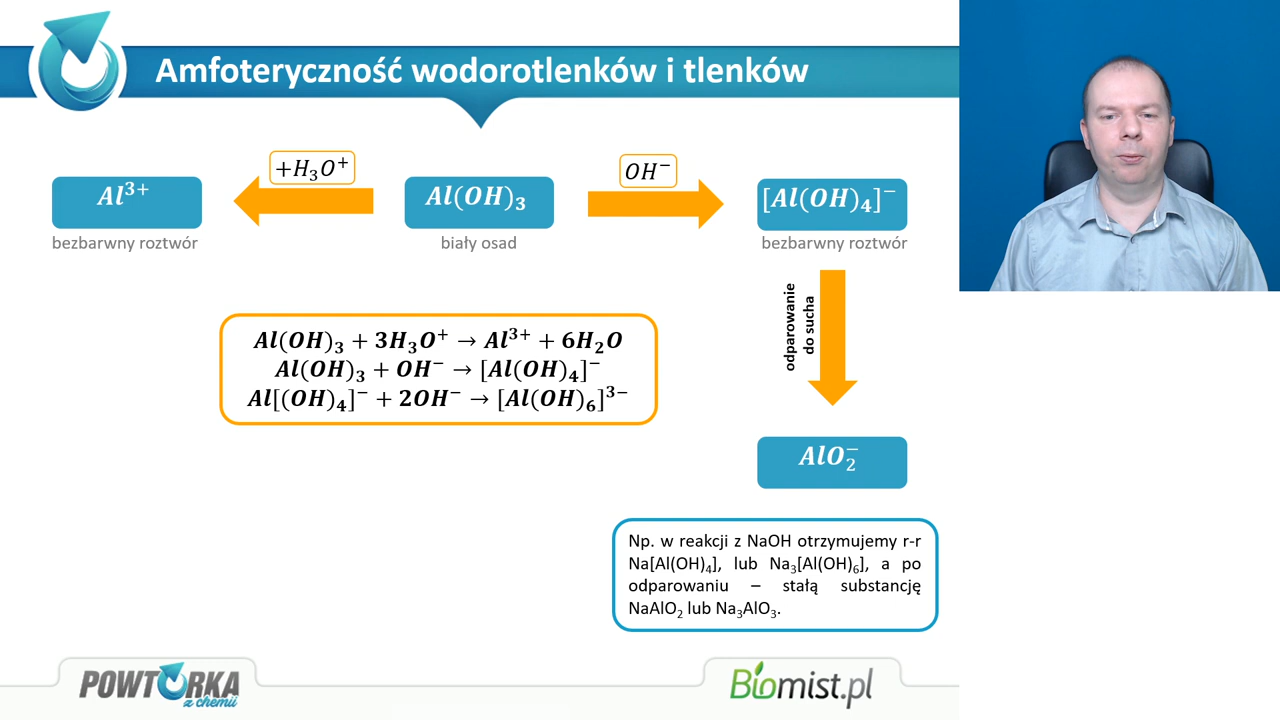 Amfoteryczność wodorotlenków i tlenków
+H₃O⁺
OH⁻
Al³⁺
Al(OH)₃
[Al(OH)₄]⁻
bezbarwny roztwór
biały osad
bezbarwny roztwór
odparowanie
do sucha
Al(OH)₃ + 3H₃O⁺ → Al³⁺ + 6H₂O
Al(OH)₃ + OH⁻ → [Al(OH)₄]⁻
Al[(OH)₄]⁻ + 2OH⁻ → [Al(OH)₆]³⁻
AlO₂⁻
Np. w reakcji z NaOH otrzymujemy r-r
Na[Al(OH)₄], lub Na₃[Al(OH)₆], a po
odparowaniu – stałą substancję
NaAlO₂ lub Na₃AlO₃.
POWTÓRKA
z chemii
Biomist.pl